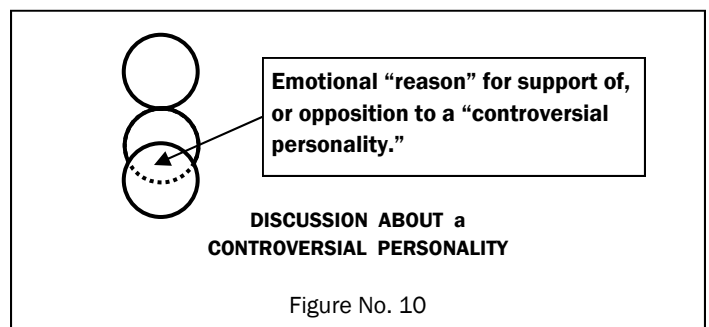 Emotional “reason” for support of,
or opposition to a “controversial
personality.”
DISCUSSION ABOUT a
CONTROVERSIAL PERSONALITY
Figure No. 10